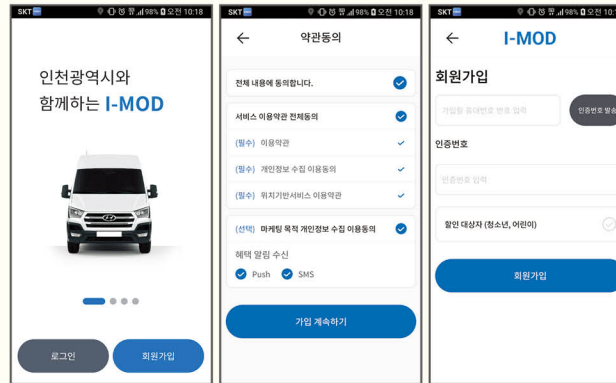 SKT 98% 오전 10:18
인천광역시와
함께하는 I-MOD
로그인
회원가입
SKT 98% 오전 10:18
약관동의
전체 내용에 동의합니다.
서비스 이용약관 전체동의
(필수) 이용약관
(필수) 개인정보 수집 이용동의
(필수) 위치기반서비스 이용약관
(선택) 마케팅 목적 개인정보 수집 이용동의
혜택 알림 수신
Push SMS
가입 계속하기
SKT 98% 오전 10:1
I-MOD
회원가입
가입할 휴대번호 번호 입력
인증번호 발송
인증번호
인증번호 입력
할인 대상자 (청소년, 어린이)
회원가입